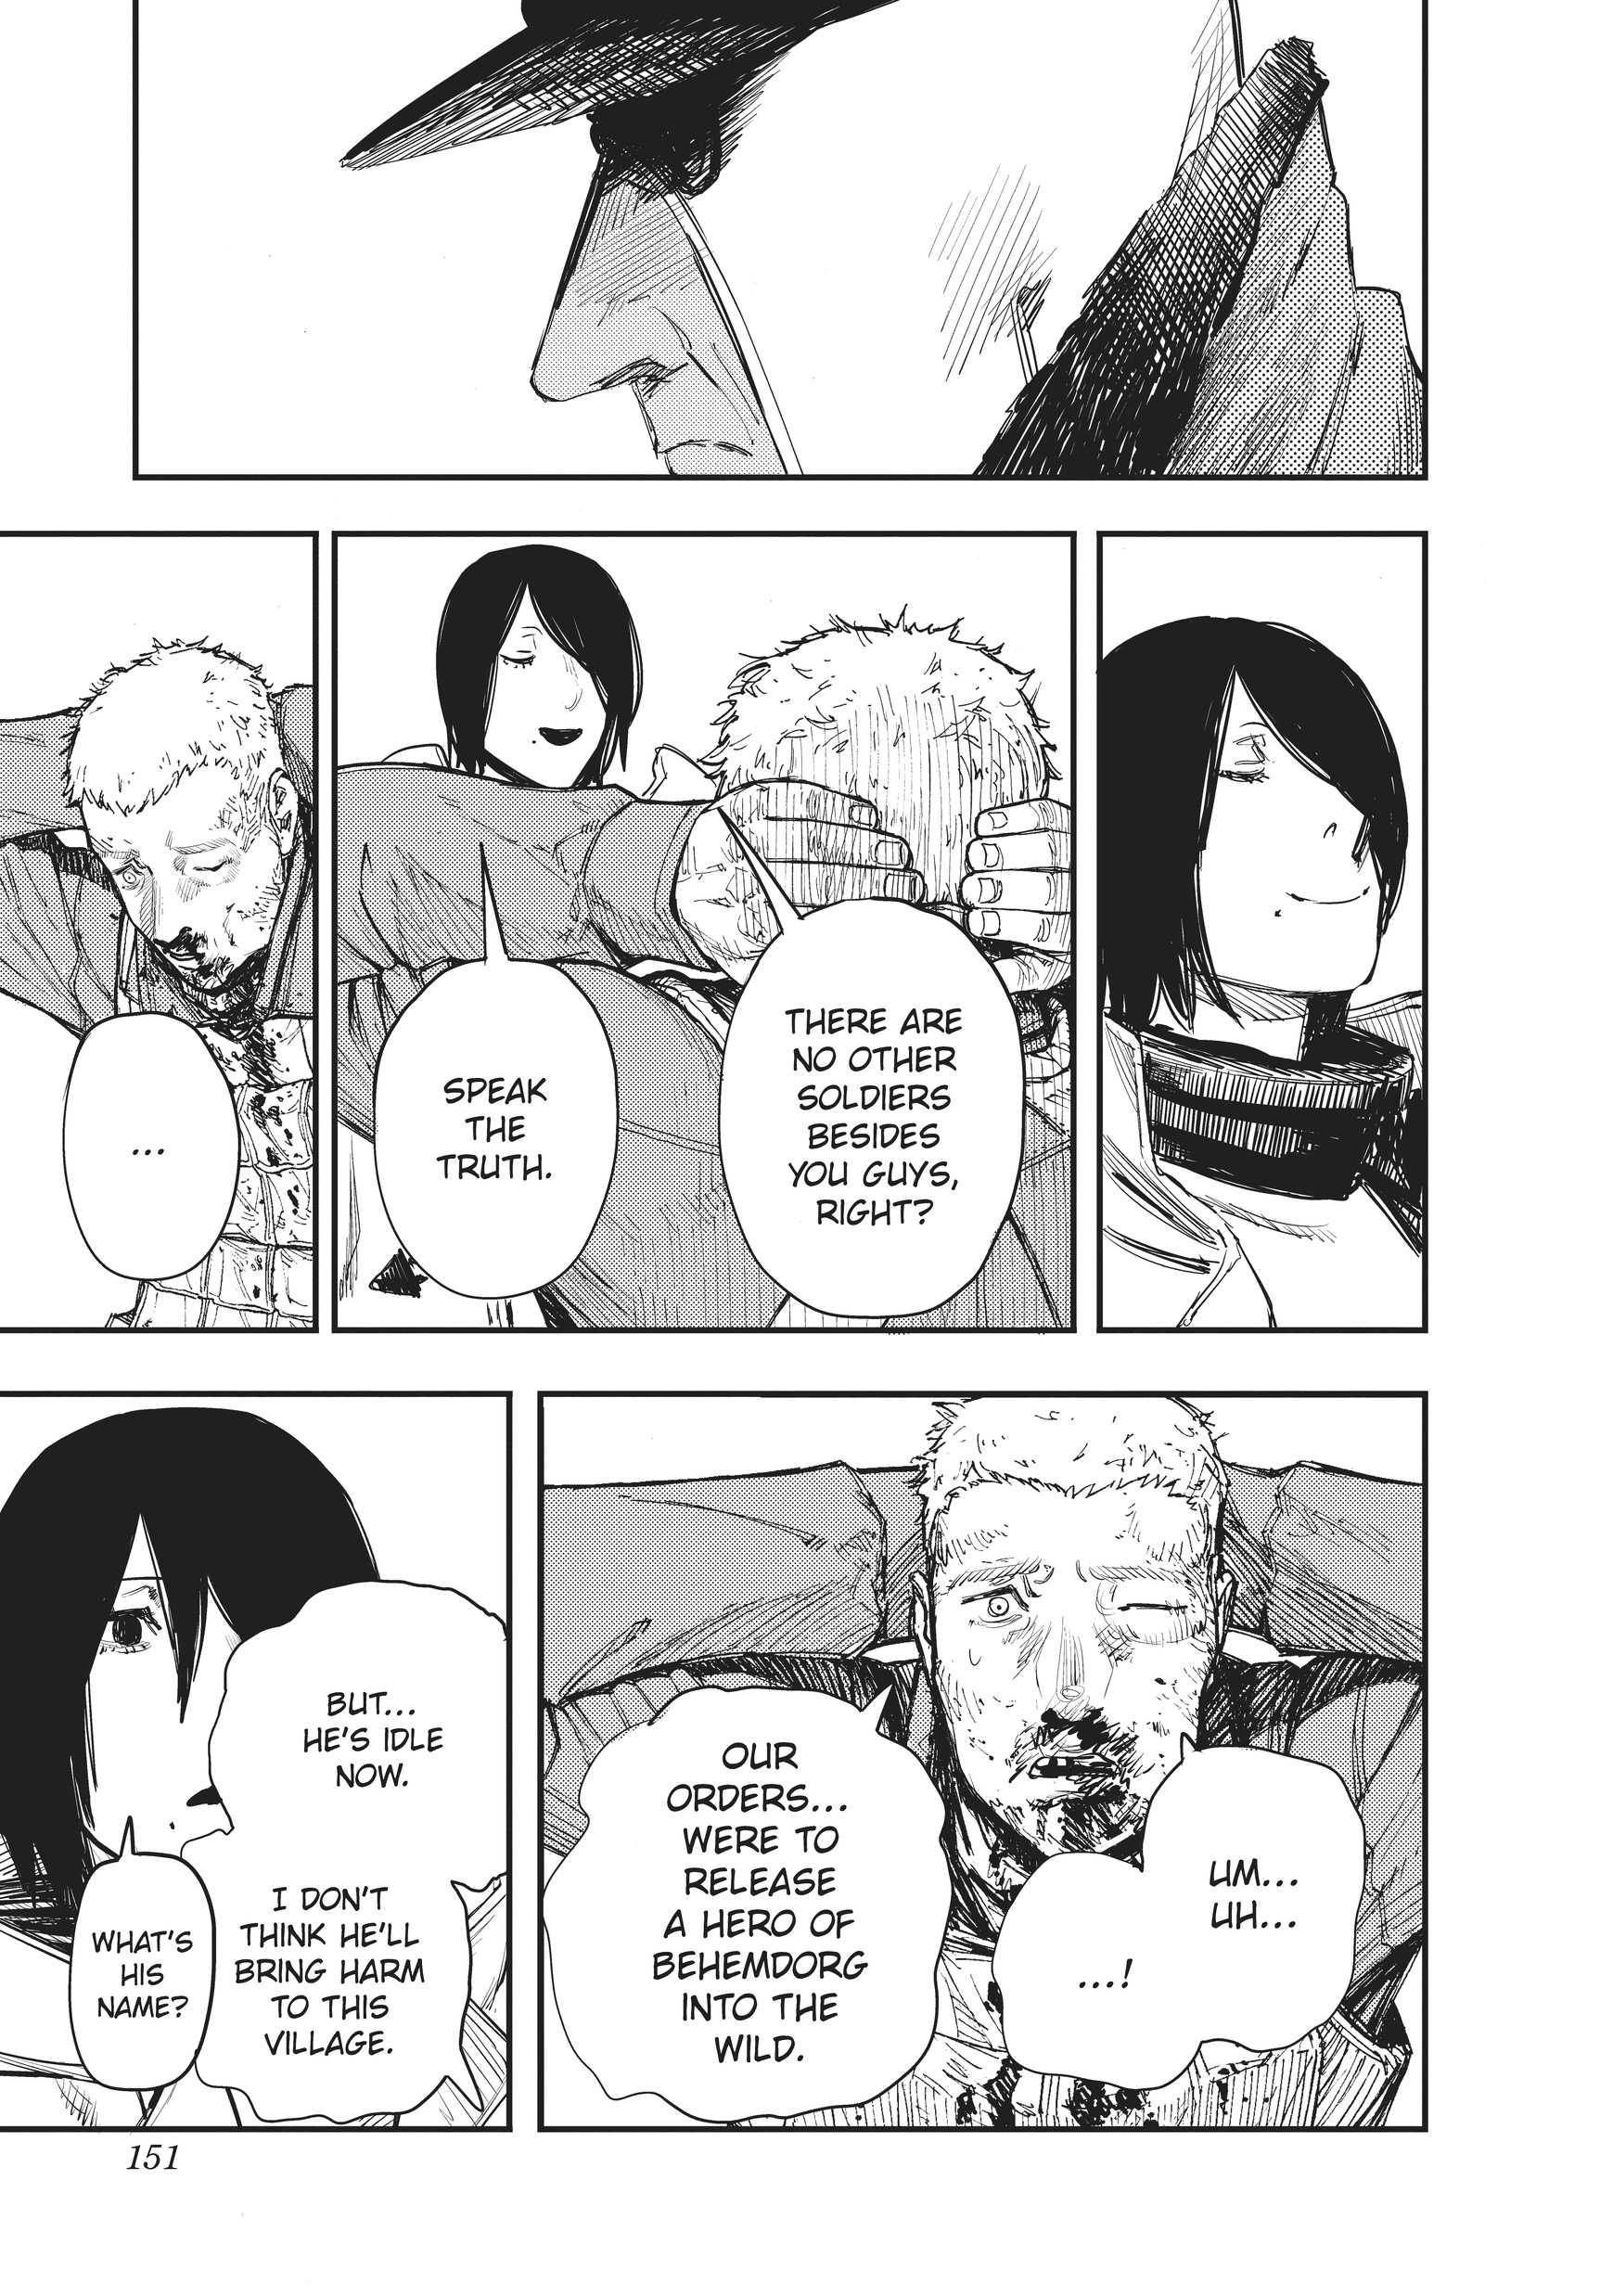 THERE ARE
NO OTHER
SOLDIERS
BESIDES
YOU GUYS,
RIGHT?
SPEAK
THE
TRUTH.
...
UM...
UH...
...!
OUR
ORDERS...
WERE TO
RELEASE
A HERO OF
BEHEMDORG
INTO THE
WILD.
BUT...
HE'S IDLE
NOW.
I DON'T
THINK HE'LL
BRING HARM
TO THIS
VILLAGE.
WHAT'S
HIS
NAME?
151